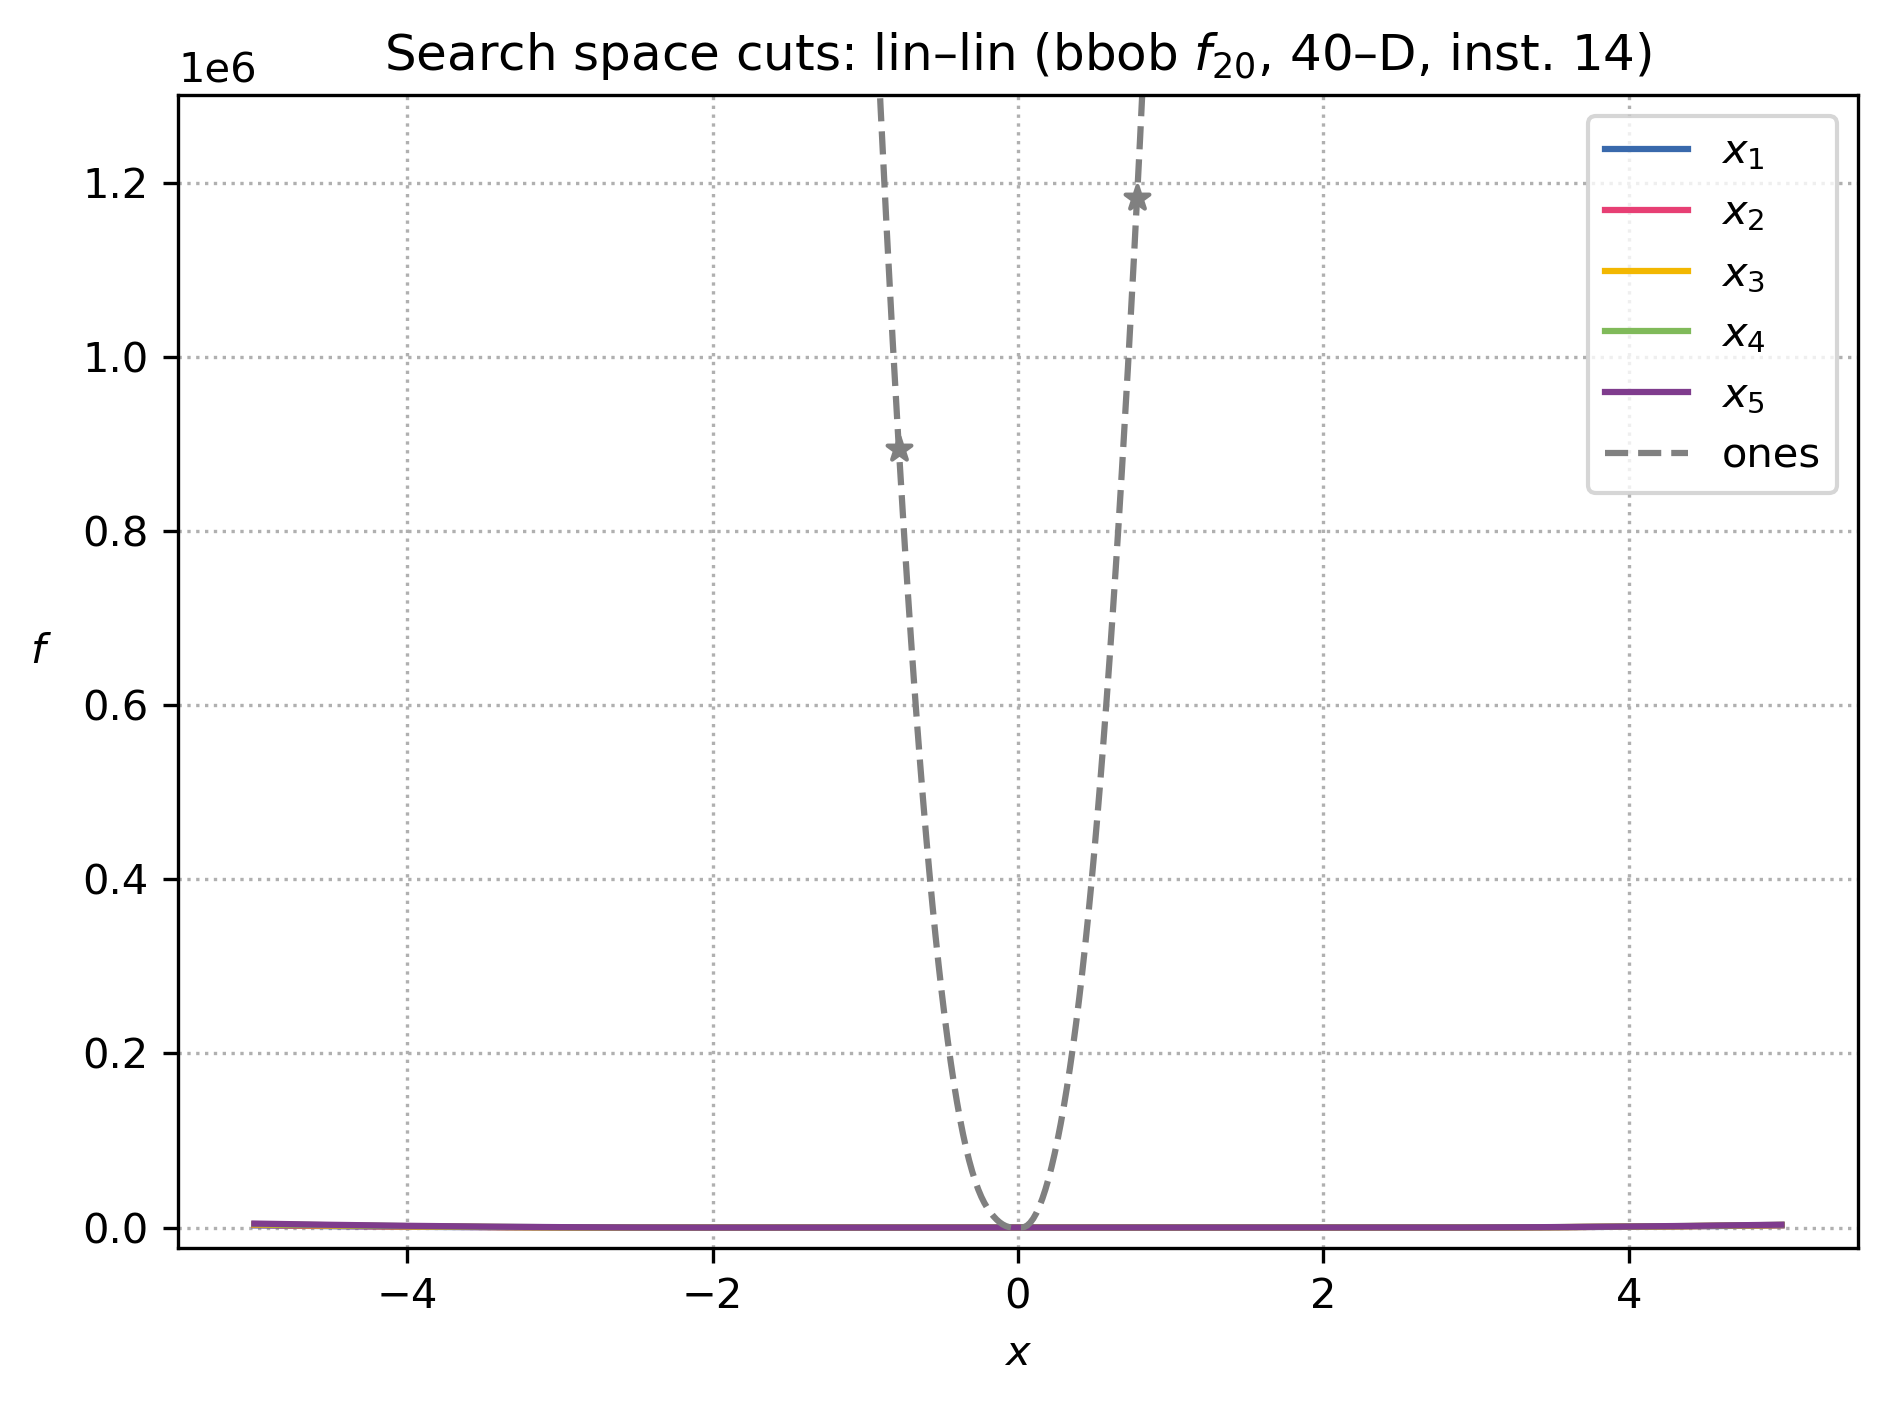 Search space cuts: lin–lin (bbob f₂₀, 40–D, inst. 14)
1e6
1.2
1.0
0.8
0.6
0.4
0.2
0.0
f
−4
−2
0
2
4
x
x₁
x₂
x₃
x₄
x₅
ones